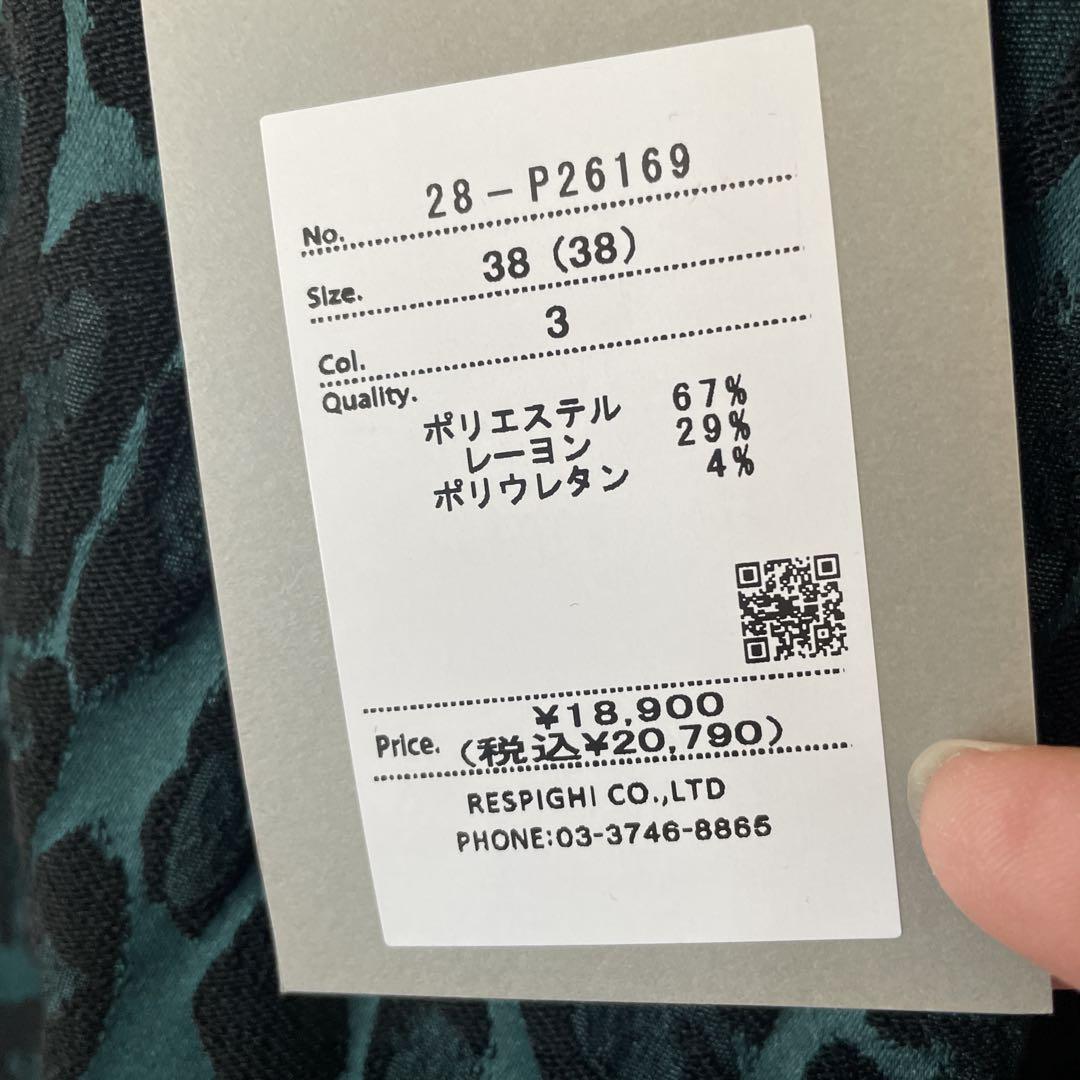 No. 28-P26169
Size. 38 (38)
Col. 3
Quality.
ポリエステル 67%
レーヨン 29%
ポリウレタン 4%
¥18,900
Price. (税込¥20,790)
RESPIGHI CO.,LTD
PHONE:03-3746-8865